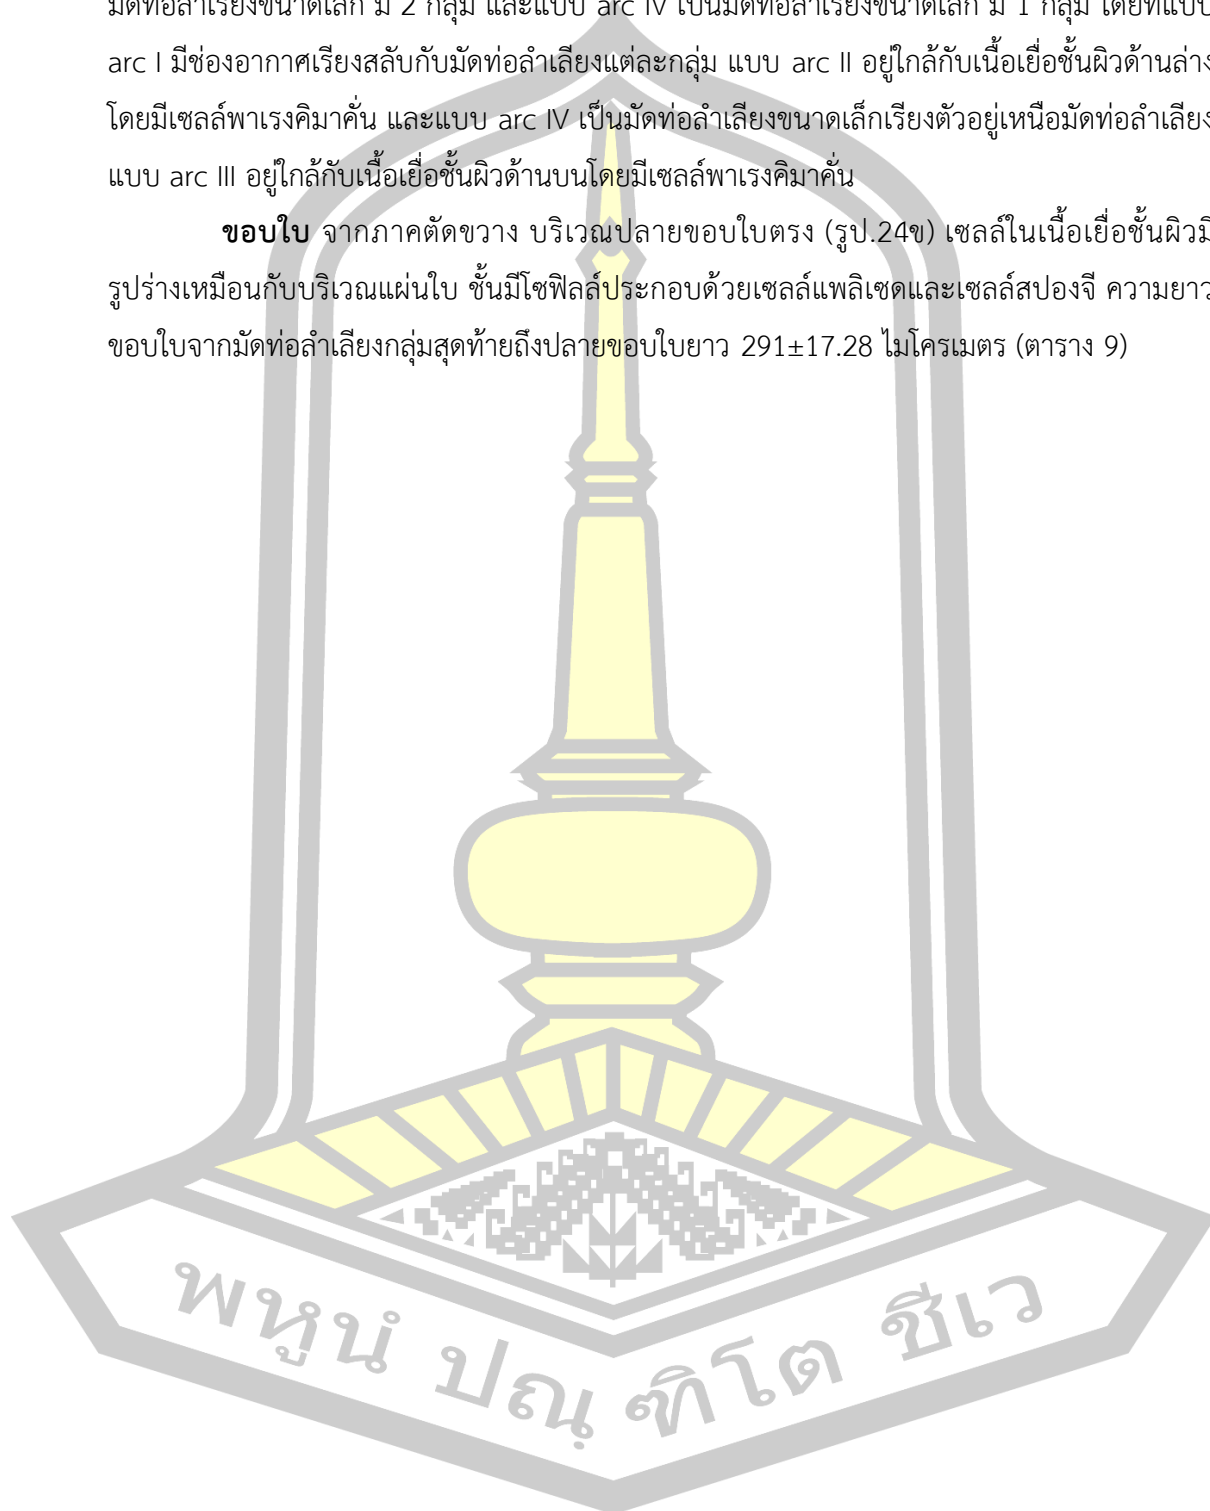 มัดท่อลำเรียงขนาดเล็ก มี 2 กลุ่ม และแบบ arc IV เป็นมัดท่อลำเรียงขนาดเล็ก มี 1 กลุ่ม โดยที่แบบ
arc I มีช่องอากาศเรียงสลับกับมัดท่อลำเลียงแต่ละกลุ่ม แบบ arc II อยู่ใกล้กับเนื้อเยื่อชั้นผิวด้านล่าง
โดยมีเซลล์พาเรงคิมาคั่น และแบบ arc IV เป็นมัดท่อลำเลียงขนาดเล็กเรียงตัวอยู่เหนือมัดท่อลำเลียง
แบบ arc III อยู่ใกล้กับเนื้อเยื่อชั้นผิวด้านบนโดยมีเซลล์พาเรงคิมาคั่น
ขอบใบ จากภาคตัดขวาง บริเวณปลายขอบใบตรง (รูป.24ข) เซลล์ในเนื้อเยื่อชั้นผิวมี
รูปร่างเหมือนกับบริเวณแผ่นใบ ชั้นมีโซฟิลล์ประกอบด้วยเซลล์แพลิเซดและเซลล์สปองจี ความยาว
ขอบใบจากมัดท่อลำเลียงกลุ่มสุดท้ายถึงปลายขอบใบยาว 291±17.28 ไมโครเมตร (ตาราง 9)
พหูนํ ปณฺฑิโต ชีเว